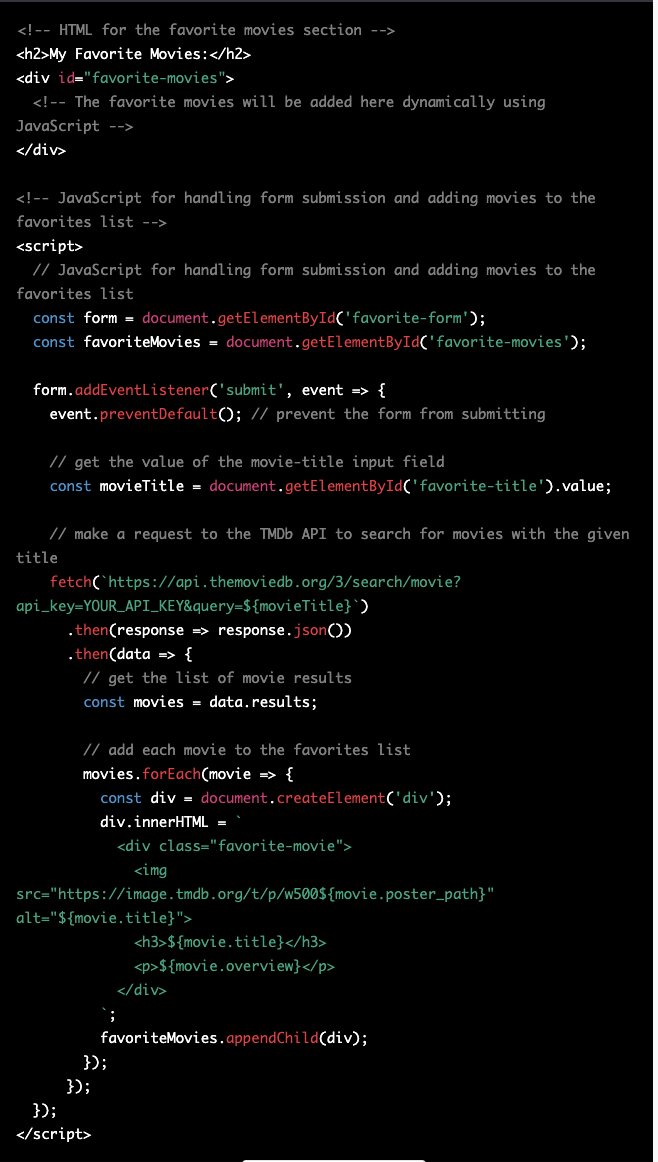 <!-- HTML for the favorite movies section -->
<h2>My Favorite Movies:</h2>
<div id="favorite-movies">
  <!-- The favorite movies will be added here dynamically using
JavaScript -->
</div>

<!-- JavaScript for handling form submission and adding movies to the
favorites list -->
<script>
  // JavaScript for handling form submission and adding movies to the
favorites list
  const form = document.getElementById('favorite-form');
  const favoriteMovies = document.getElementById('favorite-movies');

  form.addEventListener('submit', event => {
    event.preventDefault(); // prevent the form from submitting

    // get the value of the movie-title input field
    const movieTitle = document.getElementById('favorite-title').value;

    // make a request to the TMDb API to search for movies with the given
title
    fetch(`https://api.themoviedb.org/3/search/movie?
api_key=YOUR_API_KEY&query=${movieTitle}`)
      .then(response => response.json())
      .then(data => {
        // get the list of movie results
        const movies = data.results;

        // add each movie to the favorites list
        movies.forEach(movie => {
          const div = document.createElement('div');
          div.innerHTML = `
            <div class="favorite-movie">
              <img
src="https://image.tmdb.org/t/p/w500${movie.poster_path}"
alt="${movie.title}">
              <h3>${movie.title}</h3>
              <p>${movie.overview}</p>
            </div>
          `;
          favoriteMovies.appendChild(div);
        });
      });
  });
</script>